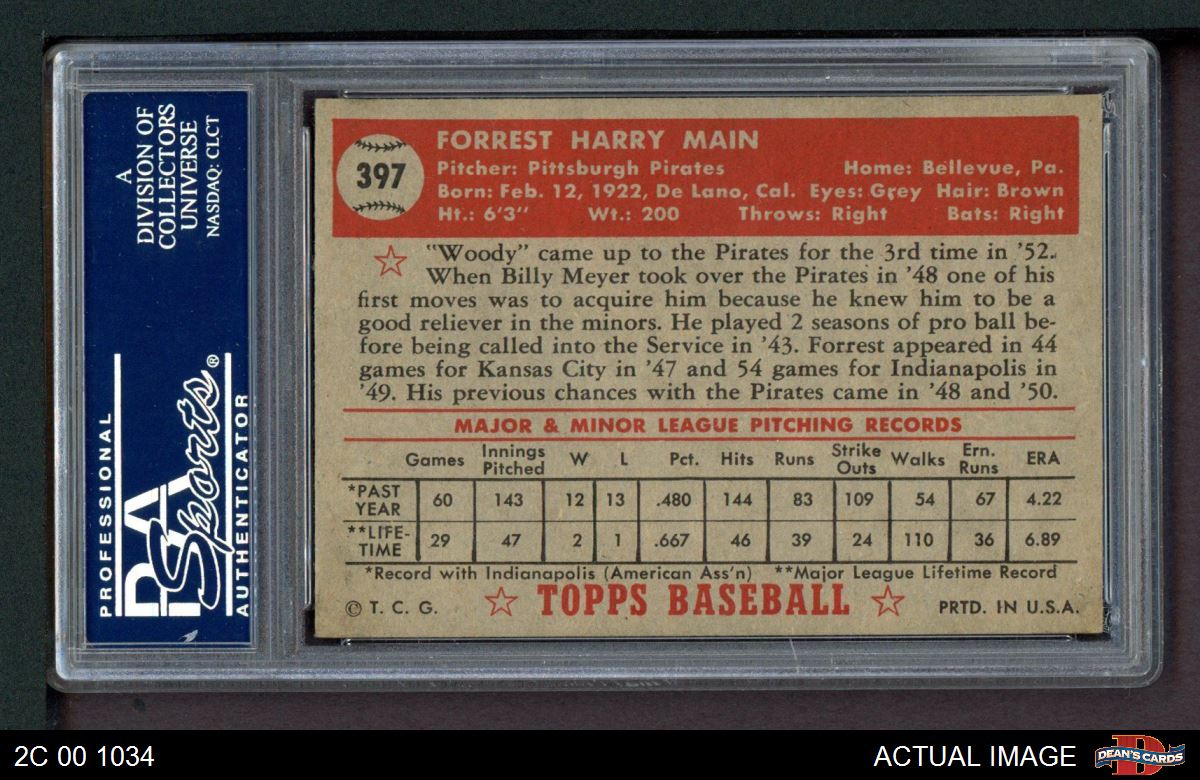 A
DIVISION OF
COLLECTORS
UNIVERSE
NASDAQ: CLCT
PROFESSIONAL
PSA
Sports®
AUTHENTICATOR
397
FORREST HARRY MAIN
Pitcher: Pittsburgh Pirates Home: Bellevue, Pa.
Born: Feb. 12, 1922, De Lano, Cal. Eyes: Grey Hair: Brown
Ht.: 6'3" Wt.: 200 Throws: Right Bats: Right
"Woody" came up to the Pirates for the 3rd time in '52.
When Billy Meyer took over the Pirates in '48 one of his
first moves was to acquire him because he knew him to be a
good reliever in the minors. He played 2 seasons of pro ball be-
fore being called into the Service in '43. Forrest appeared in 44
games for Kansas City in '47 and 54 games for Indianapolis in
'49. His previous chances with the Pirates came in '48 and '50.
MAJOR & MINOR LEAGUE PITCHING RECORDS
Games Innings Pitched W L Pct. Hits Runs Strike Outs Walks Ern. Runs ERA
*PAST YEAR 60 143 12 13 .480 144 83 109 54 67 4.22
**LIFE-TIME 29 47 2 1 .667 46 39 24 110 36 6.89
*Record with Indianapolis (American Ass'n) **Major League Lifetime Record
© T. C. G. TOPPS BASEBALL PRTD. IN U.S.A.
2C 00 1034 ACTUAL IMAGE DEAN'S CARDS